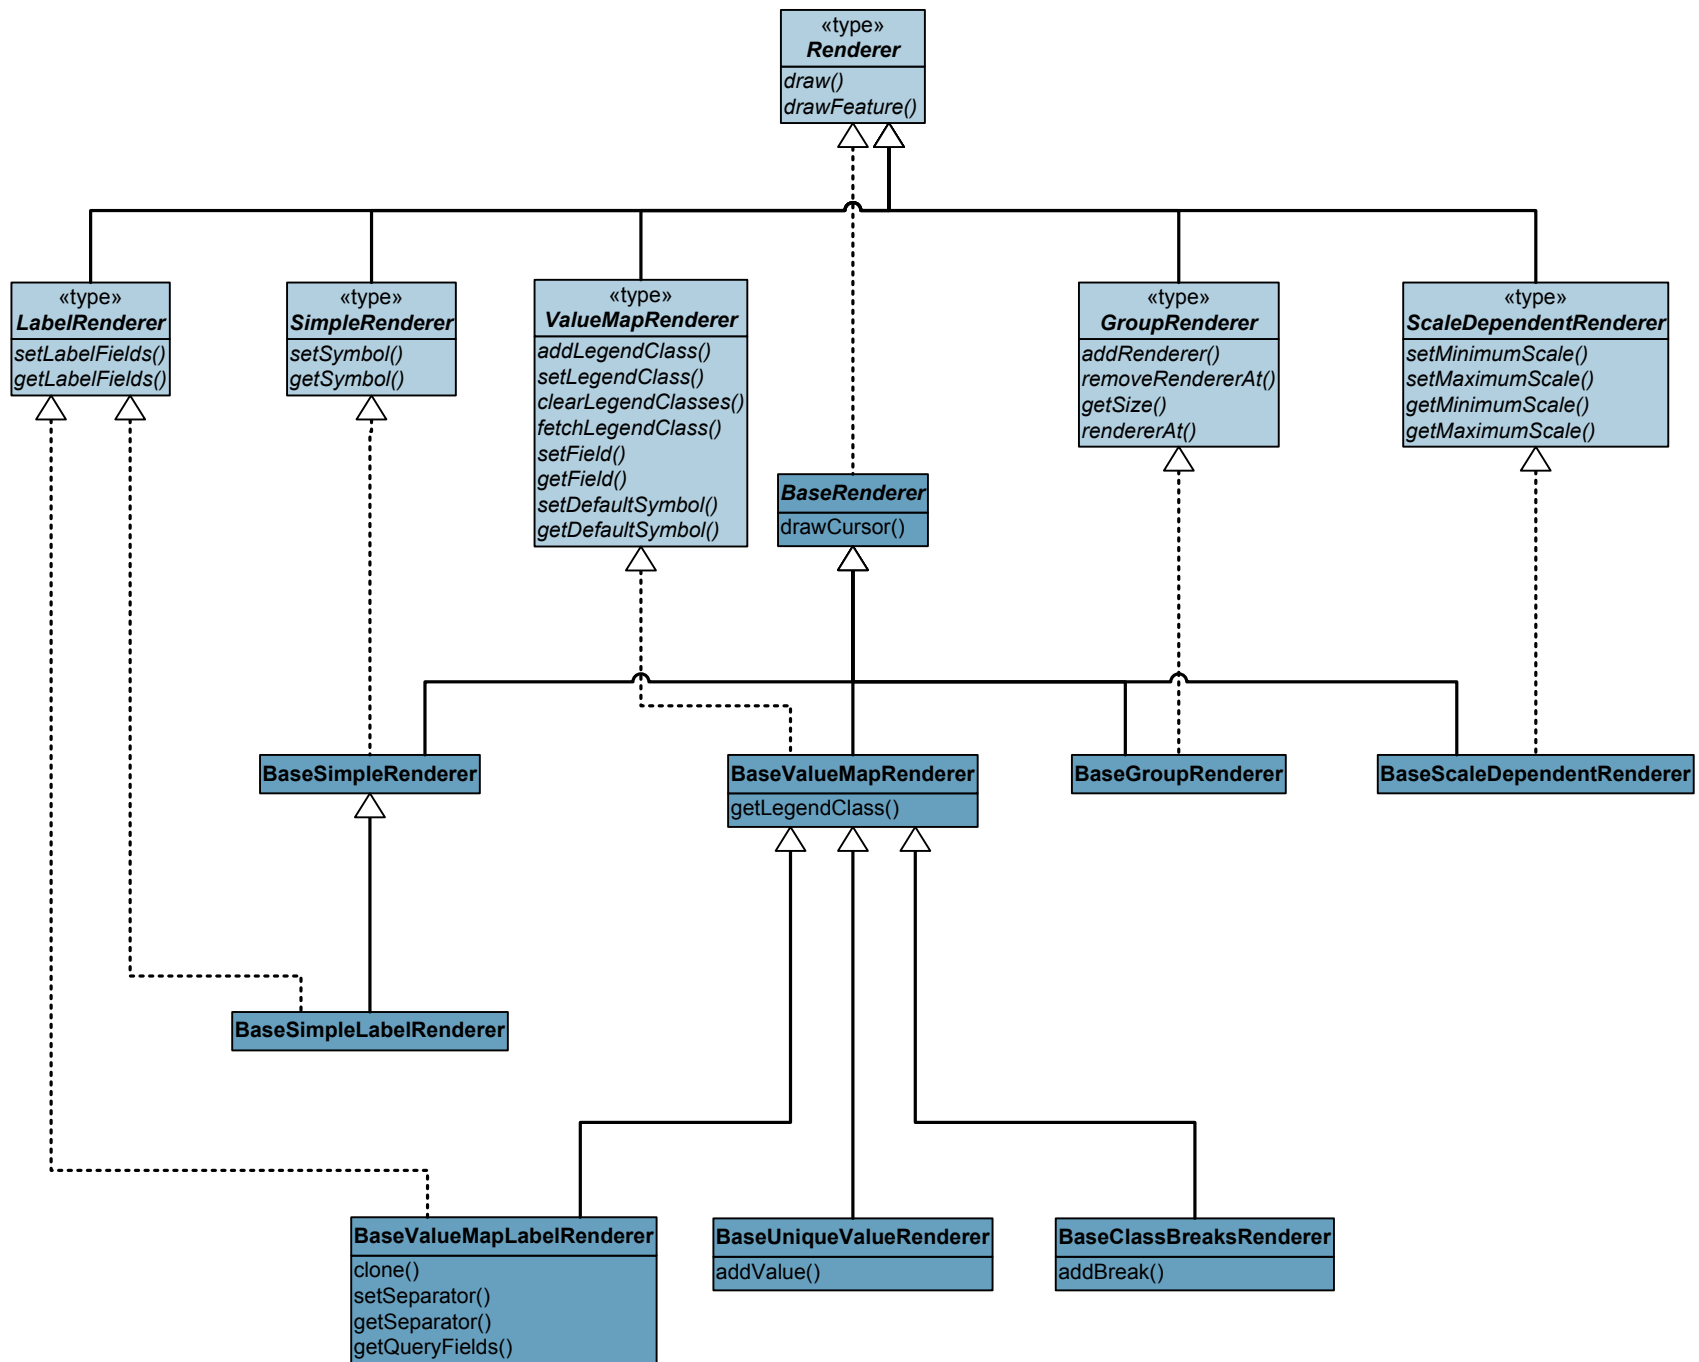 «type»
Renderer
draw()
drawFeature()
«type»
LabelRenderer
setLabelFields()
getLabelFields()
«type»
SimpleRenderer
setSymbol()
getSymbol()
«type»
ValueMapRenderer
addLegendClass()
setLegendClass()
clearLegendClasses()
fetchLegendClass()
setField()
getField()
setDefaultSymbol()
getDefaultSymbol()
«type»
GroupRenderer
addRenderer()
removeRendererAt()
getSize()
rendererAt()
«type»
ScaleDependentRenderer
setMinimumScale()
setMaximumScale()
getMinimumScale()
getMaximumScale()
BaseRenderer
drawCursor()
BaseSimpleRenderer
BaseValueMapRenderer
getLegendClass()
BaseGroupRenderer
BaseScaleDependentRenderer
BaseSimpleLabelRenderer
BaseValueMapLabelRenderer
clone()
setSeparator()
getSeparator()
getQueryFields()
BaseUniqueValueRenderer
addValue()
BaseClassBreaksRenderer
addBreak()